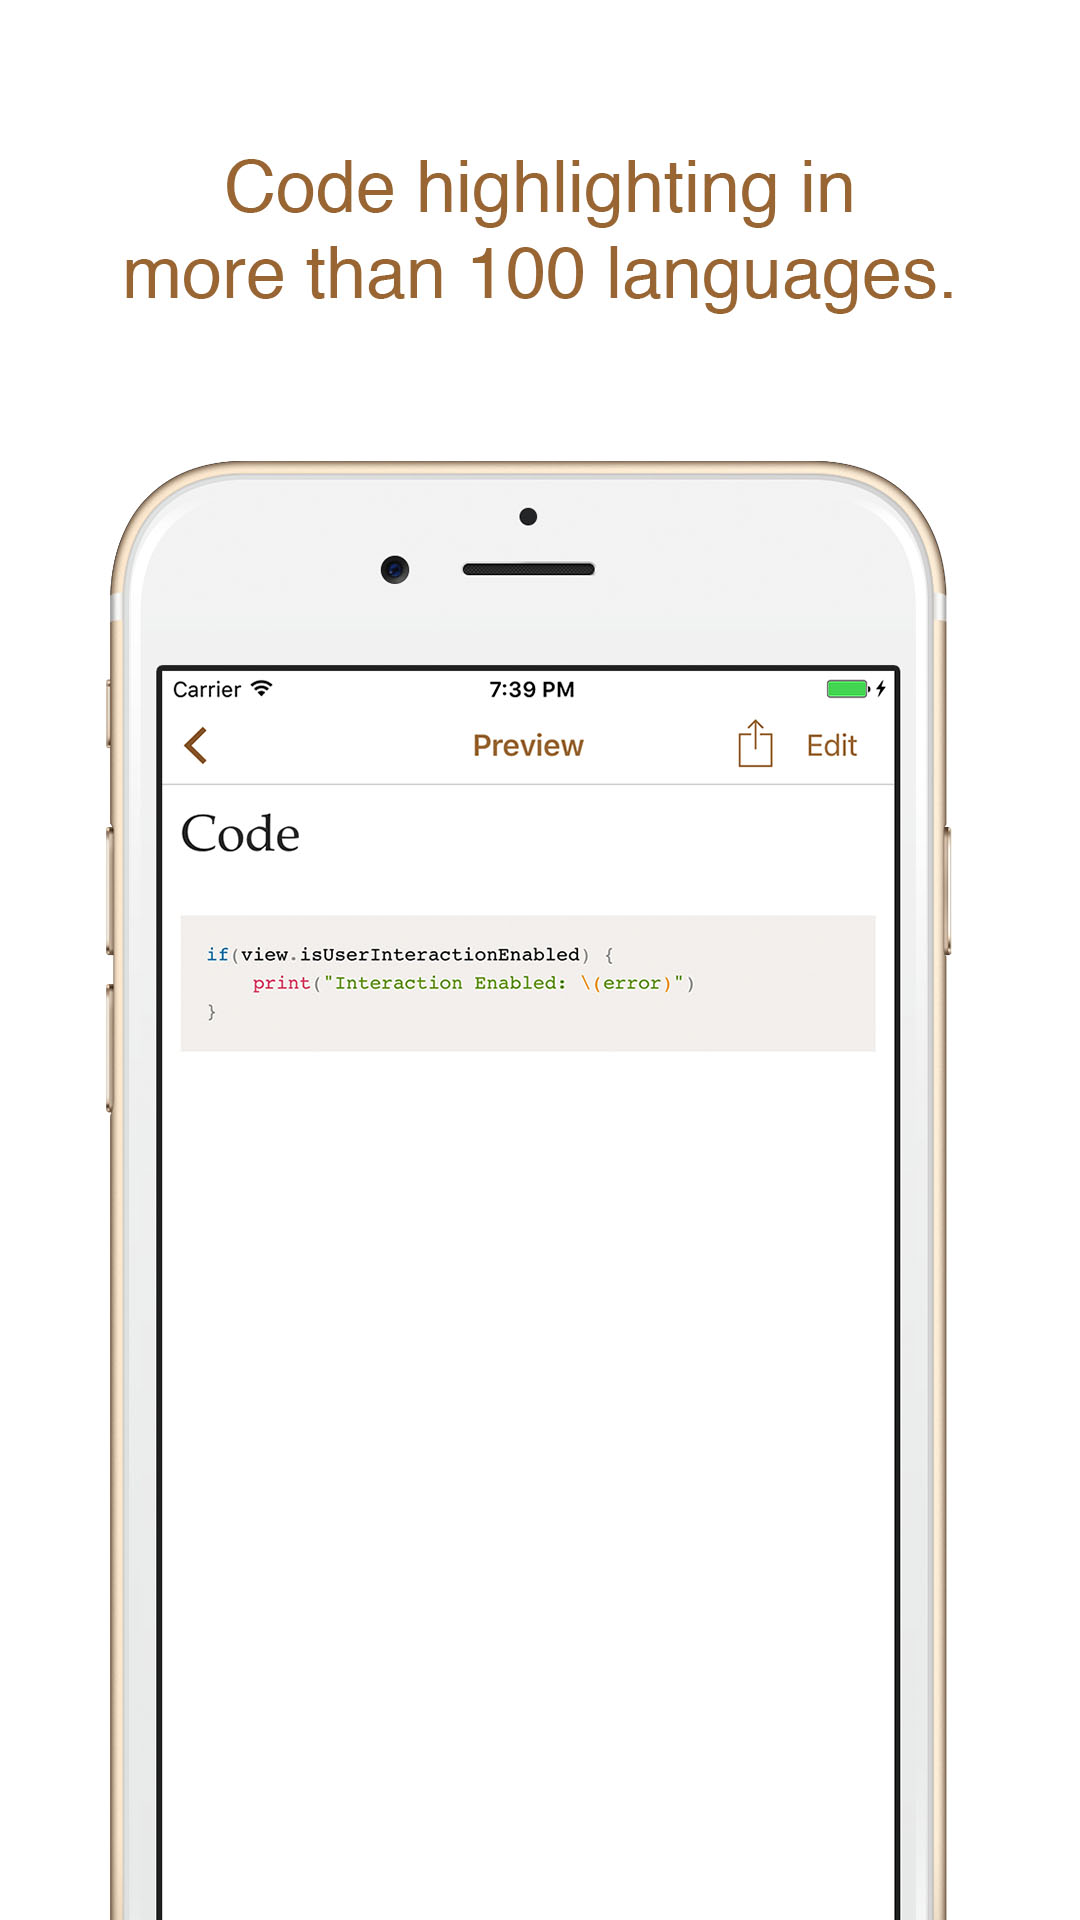 Code highlighting in
more than 100 languages.
Carrier 7:39 PM
Preview Edit
Code
if(view.isUserInteractionEnabled) {
    print("Interaction Enabled: \(error)")
}